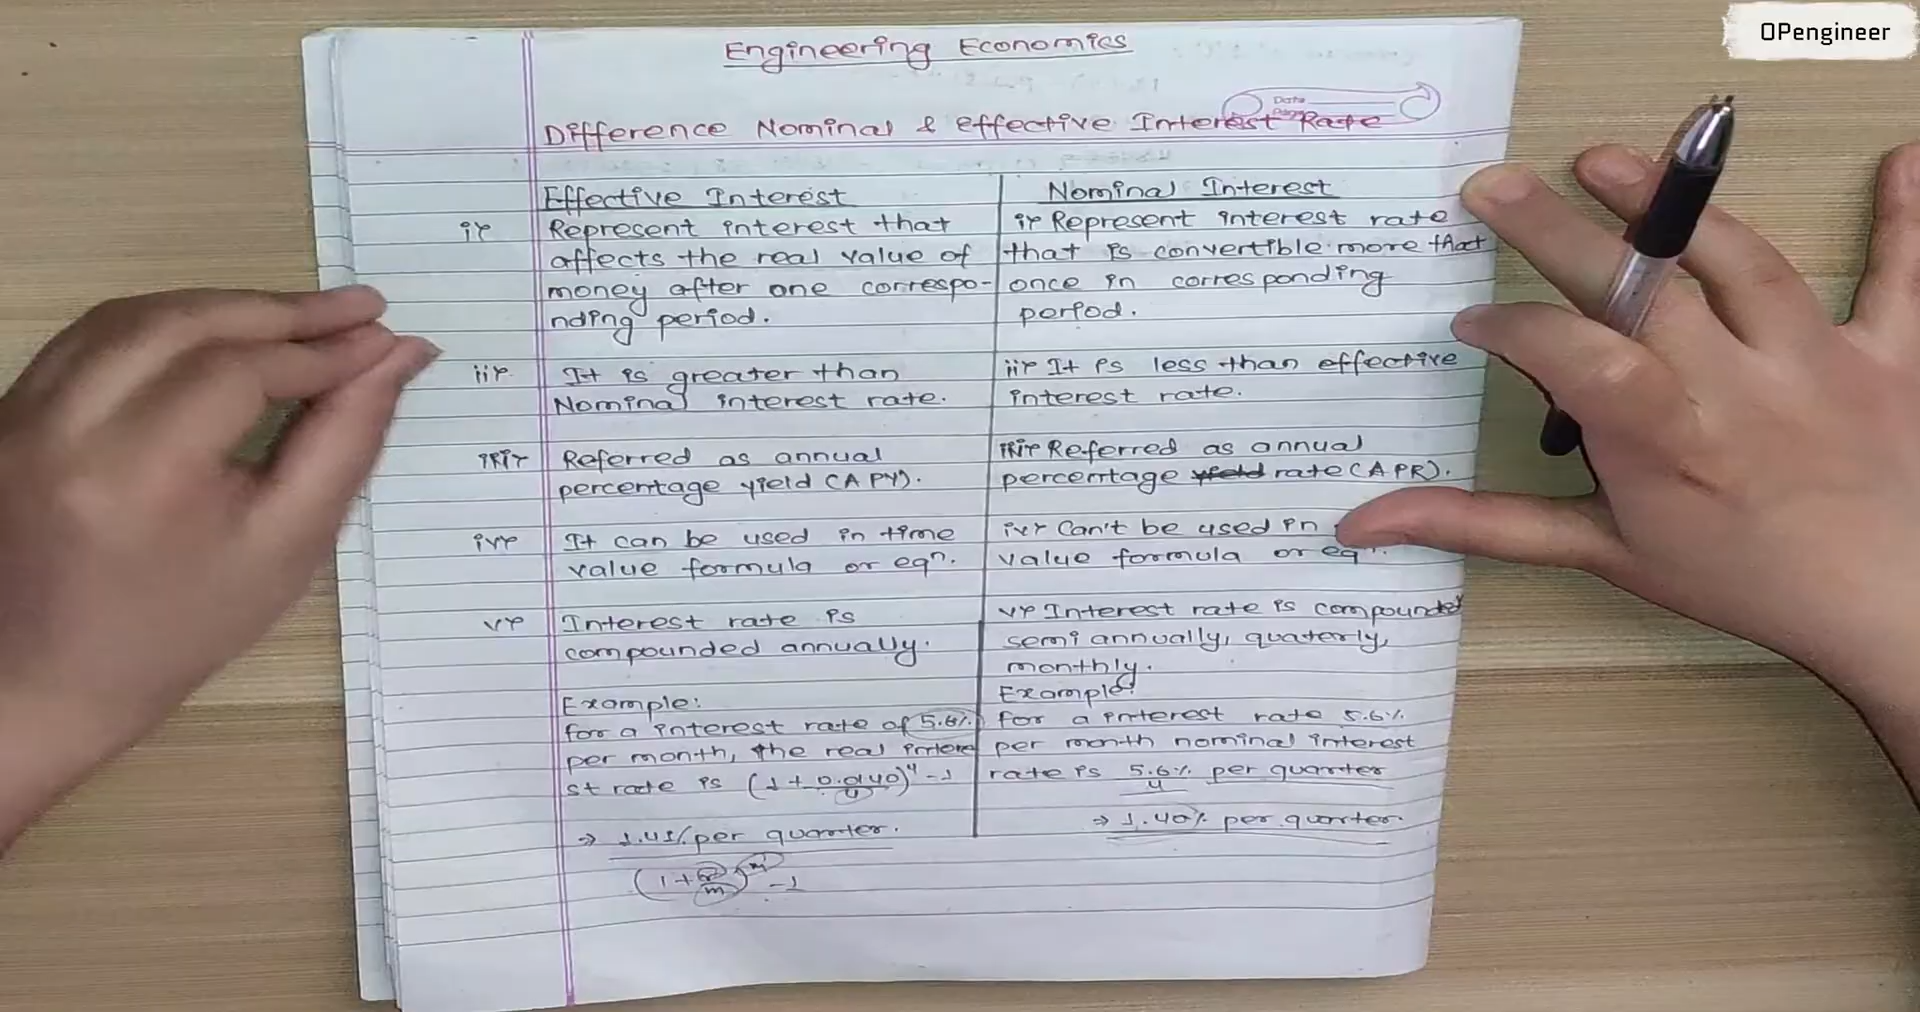 OPengineer
Engineering Economics
Date
Difference Nominal & effective Interest Rate
Effective Interest
i) Represent interest that
affects the real value of
money after one correspo-
nding period.
ii) It is greater than
Nominal interest rate.
iii) Referred as annual
percentage yield (APY).
iv) It can be used in time
value formula or eqn.
v) Interest rate is
compounded annually.
Example:
for a interest rate of 5.6%
per month, the real intere
st rate is
⇒ 1.41% per quarter.
(1 + r/m)^m - 1
Nominal Interest
i) Represent interest rate
that is convertible more that
once in corresponding
period.
ii) It is less than effective
interest rate.
iii) Referred as annual
percentage rate (APR).
iv) Can't be used in
value formula or eqn.
v) Interest rate is compounded
semi annually, quaterly,
monthly.
Example:
for a interest rate 5.6%
per month nominal interest
rate is 5.6%/4 per quarter
⇒ 1.40% per quarter.